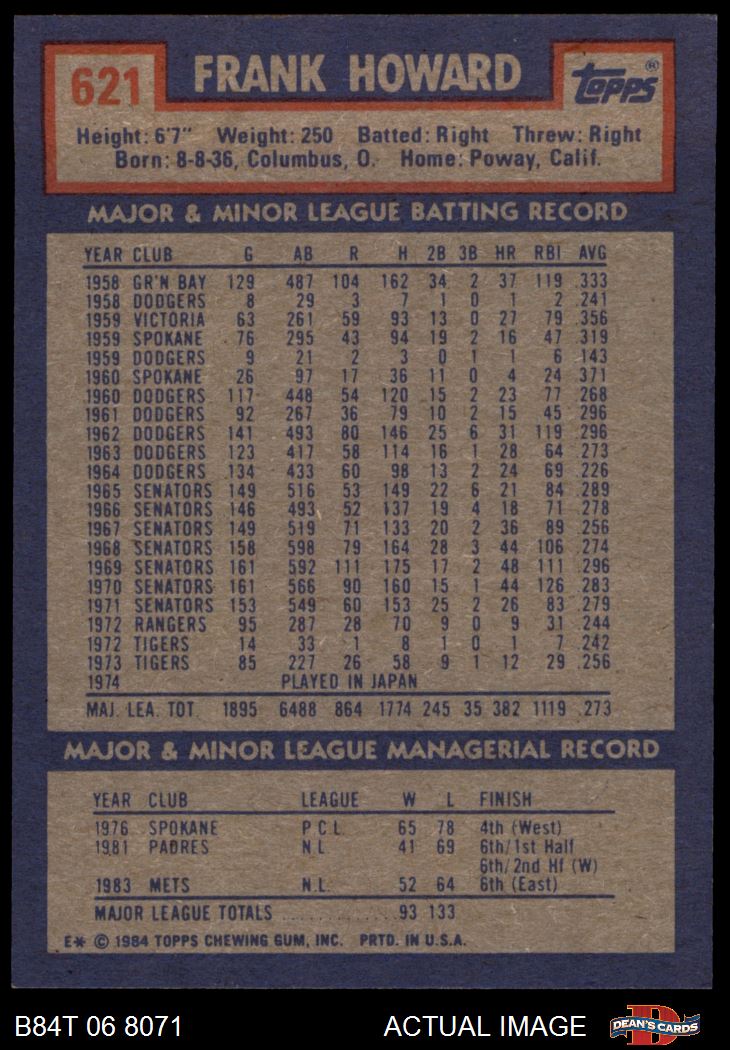 621 FRANK HOWARD topps®
Height: 6'7" Weight: 250 Batted: Right Threw: Right
Born: 8-8-36, Columbus, O. Home: Poway, Calif.
MAJOR & MINOR LEAGUE BATTING RECORD
YEAR CLUB G AB R H 2B 3B HR RBI AVG
1958 GR'N BAY 129 487 104 162 34 2 37 119 .333
1958 DODGERS 8 29 3 7 1 0 1 2 .241
1959 VICTORIA 63 261 59 93 13 0 27 79 .356
1959 SPOKANE 76 295 43 94 19 2 16 47 .319
1959 DODGERS 9 21 2 3 0 1 1 6 .143
1960 SPOKANE 26 97 17 36 11 0 4 24 .371
1960 DODGERS 117 448 54 120 15 2 23 77 .268
1961 DODGERS 92 267 36 79 10 2 15 45 .296
1962 DODGERS 141 493 80 146 25 6 31 119 .296
1963 DODGERS 123 417 58 114 16 1 28 64 .273
1964 DODGERS 134 433 60 98 13 2 24 69 .226
1965 SENATORS 149 516 53 149 22 6 21 84 .289
1966 SENATORS 146 493 52 137 19 4 18 71 .278
1967 SENATORS 149 519 71 133 20 2 36 89 .256
1968 SENATORS 158 598 79 164 28 3 44 106 .274
1969 SENATORS 161 592 111 175 17 2 48 111 .296
1970 SENATORS 161 566 90 160 15 1 44 126 .283
1971 SENATORS 153 549 60 153 25 2 26 83 .279
1972 RANGERS 95 287 28 70 9 0 9 31 .244
1972 TIGERS 14 33 1 8 1 0 1 7 .242
1973 TIGERS 85 227 26 58 9 1 12 29 .256
1974 PLAYED IN JAPAN
MAJ. LEA. TOT. 1895 6488 864 1774 245 35 382 1119 .273
MAJOR & MINOR LEAGUE MANAGERIAL RECORD
YEAR CLUB LEAGUE W L FINISH
1976 SPOKANE P.C.L. 65 78 4th (West)
1981 PADRES N.L. 41 69 6th/1st Half
6th/2nd Hf (W)
1983 METS N.L. 52 64 6th (East)
MAJOR LEAGUE TOTALS .............. 93 133
E* © 1984 TOPPS CHEWING GUM, INC. PRTD. IN U.S.A.
B84T 06 8071 ACTUAL IMAGE DEAN'S CARDS